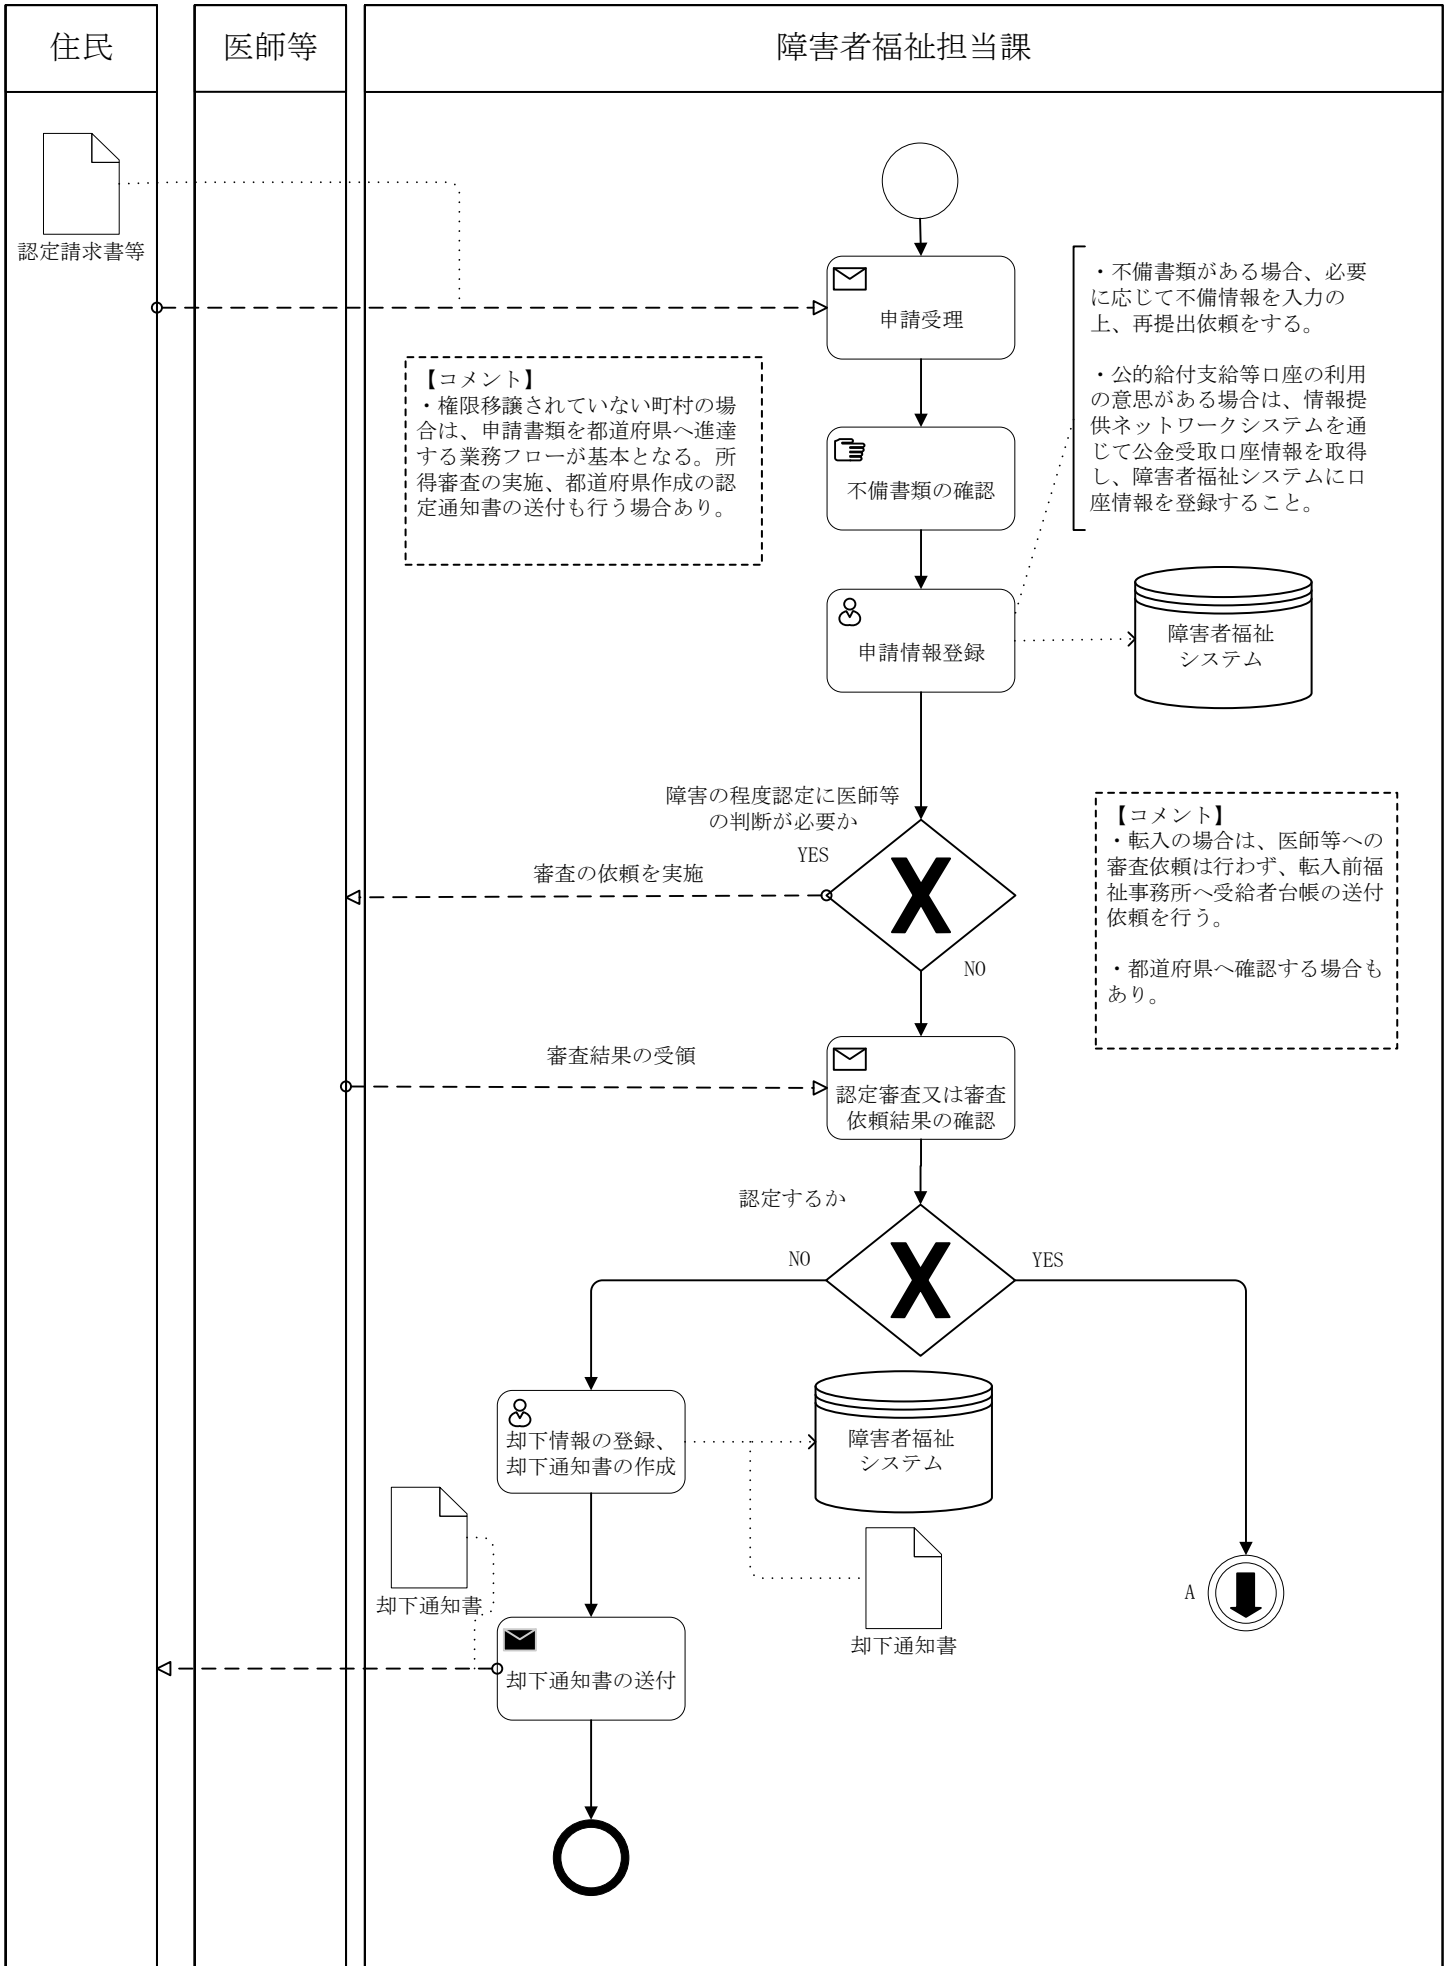 住民
医師等
障害者福祉担当課
認定請求書等
申請受理
・不備書類がある場合、必要
に応じて不備情報を入力の
上、再提出依頼をする。
・公的給付支給等口座の利用
の意思がある場合は、情報提
供ネットワークシステムを通
じて公金受取口座情報を取得
し、障害者福祉システムに口
座情報を登録すること。
【コメント】
・権限移譲されていない町村の場
合は、申請書類を都道府県へ進達
する業務フローが基本となる。所
得審査の実施、都道府県作成の認
定通知書の送付も行う場合あり。
不備書類の確認
申請情報登録
障害者福祉
システム
障害の程度認定に医師等
の判断が必要か
YES
審査の依頼を実施
NO
【コメント】
・転入の場合は、医師等への
審査依頼は行わず、転入前福
祉事務所へ受給者台帳の送付
依頼を行う。
・都道府県へ確認する場合も
あり。
審査結果の受領
認定審査又は審査
依頼結果の確認
認定するか
NO
YES
却下情報の登録、
却下通知書の作成
障害者福祉
システム
却下通知書
却下通知書
A
却下通知書の送付